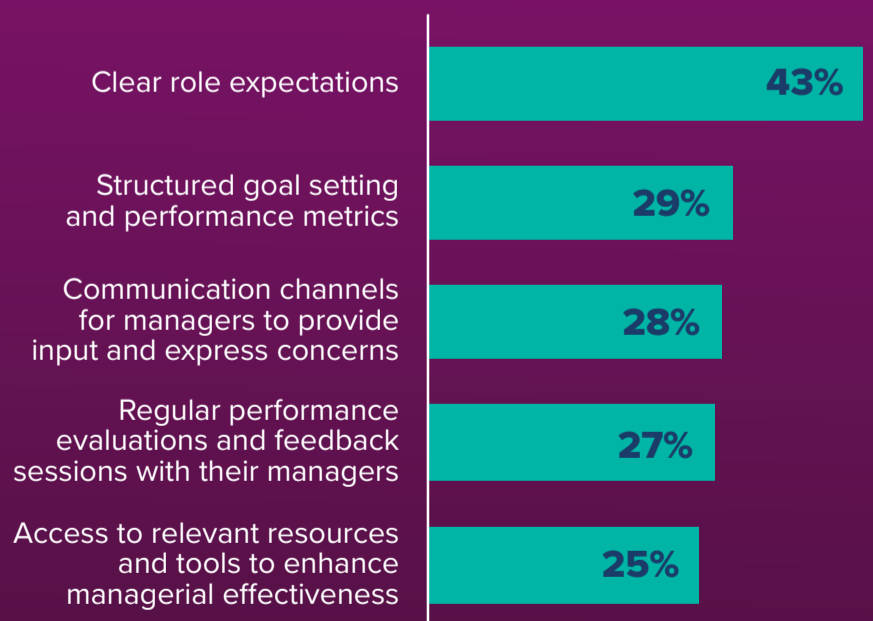 Clear role expectations
43%
Structured goal setting
and performance metrics
29%
Communication channels
for managers to provide
input and express concerns
28%
Regular performance
evaluations and feedback
sessions with their managers
27%
Access to relevant resources
and tools to enhance
managerial effectiveness
25%